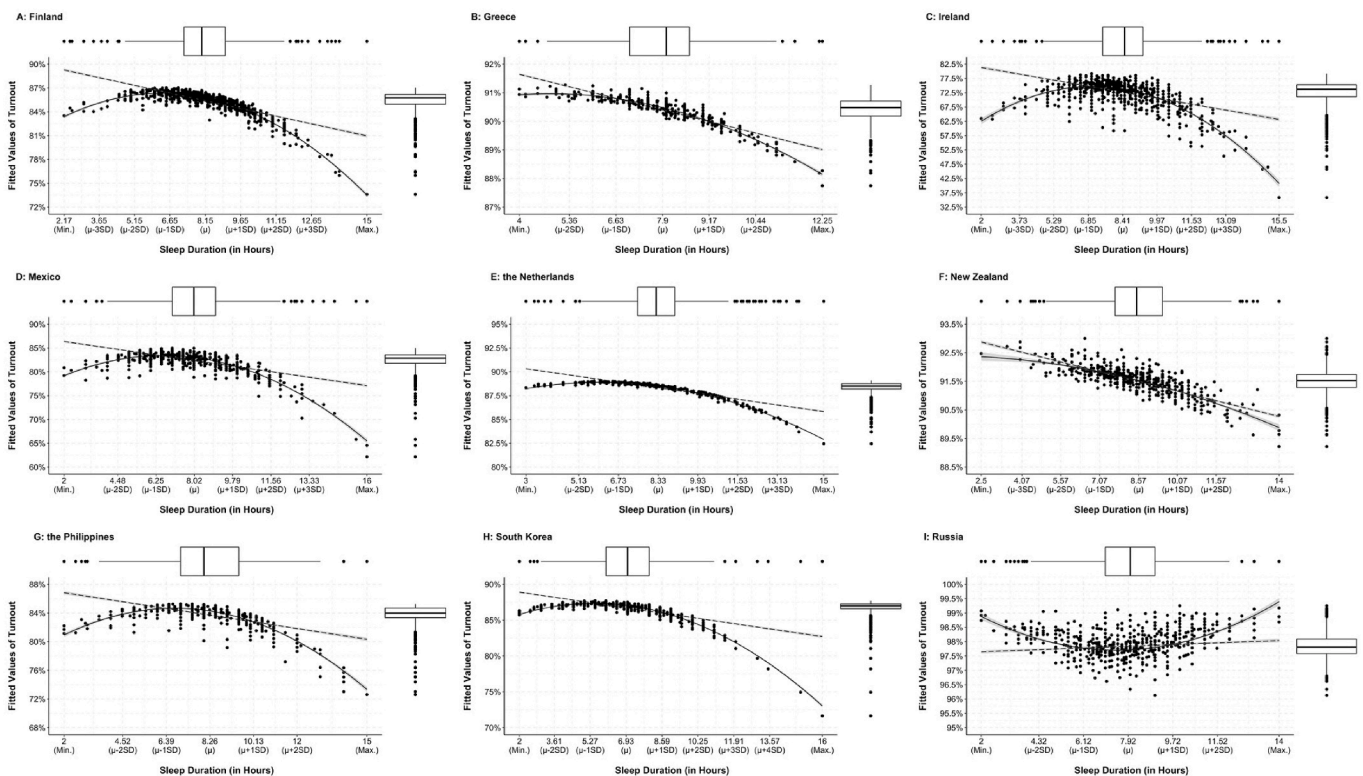 A: Finland
Fitted Values of Turnout
90%
87%
84%
81%
78%
75%
72%
2.17 3.65 5.15 6.65 8.15 9.65 11.15 12.65 15
(Min.) (μ-3SD) (μ-2SD) (μ-1SD) (μ) (μ+1SD) (μ+2SD) (μ+3SD) (Max.)
Sleep Duration (in Hours)
B: Greece
Fitted Values of Turnout
92%
91%
90%
89%
88%
87%
4 5.36 6.63 7.9 9.17 10.44 12.25
(Min.) (μ-2SD) (μ-1SD) (μ) (μ+1SD) (μ+2SD) (Max.)
Sleep Duration (in Hours)
C: Ireland
Fitted Values of Turnout
82.5%
77.5%
72.5%
67.5%
62.5%
57.5%
52.5%
47.5%
42.5%
37.5%
32.5%
2 3.73 5.29 6.85 8.41 9.97 11.53 13.09 15.5
(Min.) (μ-3SD) (μ-2SD) (μ-1SD) (μ) (μ+1SD) (μ+2SD) (μ+3SD) (Max.)
Sleep Duration (in Hours)
D: Mexico
Fitted Values of Turnout
90%
85%
80%
75%
70%
65%
60%
2 4.48 6.25 8.02 9.79 11.56 13.33 16
(Min.) (μ-2SD) (μ-1SD) (μ) (μ+1SD) (μ+2SD) (μ+3SD) (Max.)
Sleep Duration (in Hours)
E: the Netherlands
Fitted Values of Turnout
95%
92.5%
90%
87.5%
85%
82.5%
80%
3 5.13 6.73 8.33 9.93 11.53 13.13 15
(Min.) (μ-2SD) (μ-1SD) (μ) (μ+1SD) (μ+2SD) (μ+3SD) (Max.)
Sleep Duration (in Hours)
F: New Zealand
Fitted Values of Turnout
93.5%
92.5%
91.5%
90.5%
89.5%
88.5%
2.5 4.07 5.57 7.07 8.57 10.07 11.57 14
(Min.) (μ-3SD) (μ-2SD) (μ-1SD) (μ) (μ+1SD) (μ+2SD) (Max.)
Sleep Duration (in Hours)
G: the Philippines
Fitted Values of Turnout
88%
84%
80%
76%
72%
68%
2 4.52 6.39 8.26 10.13 12 15
(Min.) (μ-2SD) (μ-1SD) (μ) (μ+1SD) (μ+2SD) (Max.)
Sleep Duration (in Hours)
H: South Korea
Fitted Values of Turnout
90%
85%
80%
75%
70%
2 3.61 5.27 6.93 8.59 10.25 11.91 13.57 16
(Min.) (μ-2SD) (μ-1SD) (μ) (μ+1SD) (μ+2SD) (μ+3SD) (μ+4SD) (Max.)
Sleep Duration (in Hours)
I: Russia
Fitted Values of Turnout
100%
99.5%
99%
98.5%
98%
97.5%
97%
96.5%
96%
95.5%
95%
2 4.32 6.12 7.92 9.72 11.52 14
(Min.) (μ-2SD) (μ-1SD) (μ) (μ+1SD) (μ+2SD) (Max.)
Sleep Duration (in Hours)